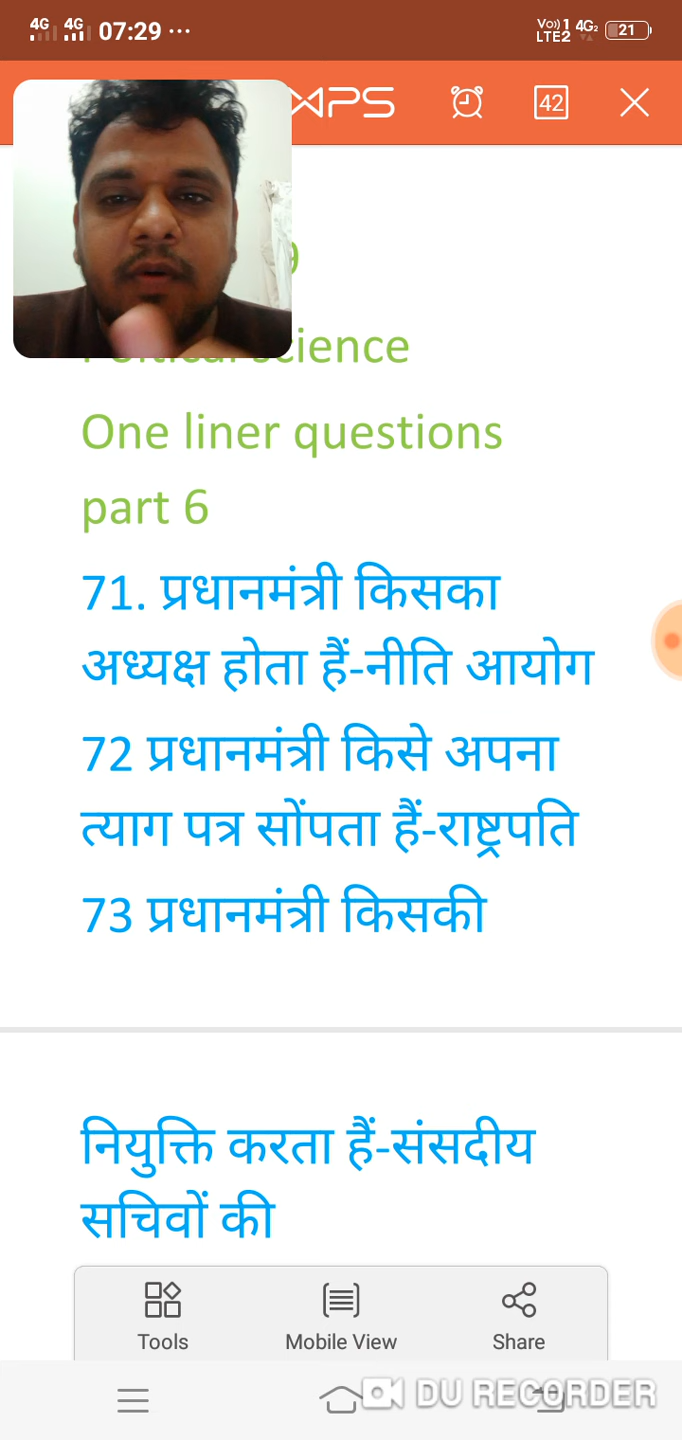 4G 4G 07:29 ... Vo)) 1 4G2 LTE2 21
42
science
One liner questions
part 6
71. प्रधानमंत्री किसका
अध्यक्ष होता हैं-नीति आयोग
72 प्रधानमंत्री किसे अपना
त्याग पत्र सोंपता हैं-राष्ट्रपति
73 प्रधानमंत्री किसकी
नियुक्ति करता हैं-संसदीय
सचिवों की
Tools Mobile View Share
DU RECORDER